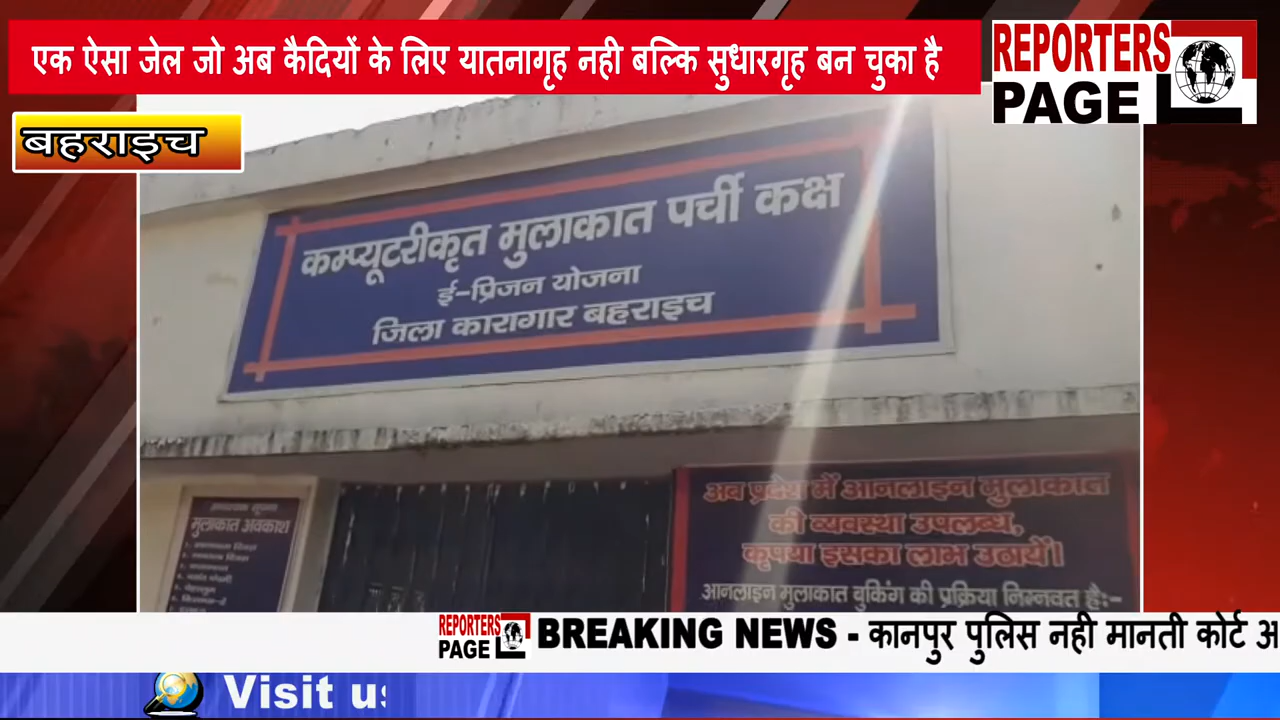 एक ऐसा जेल जो अब कैदियों के लिए यातनागृह नही बल्कि सुधारगृह बन चुका है
REPORTERS
PAGE
बहराइच
कम्प्यूटरीकृत मुलाकात पर्ची कक्ष
ई-प्रिजन योजना
जिला कारागार बहराइच
मुलाकात अवकाश
अब प्रदेश में आनलाइन मुलाकात
की व्यवस्था उपलब्ध,
कृपया इसका लाभ उठायें।
आनलाइन मुलाकात बुकिंग की प्रक्रिया निम्नवत है:-
REPORTERS
PAGE
BREAKING NEWS - कानपुर पुलिस नही मानती कोर्ट अ
Visit us